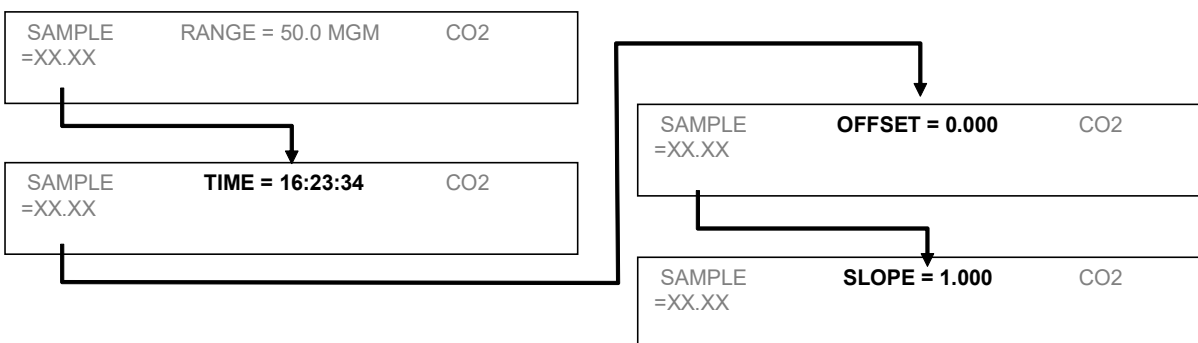 SAMPLE RANGE = 50.0 MGM CO2
=XX.XX
SAMPLE TIME = 16:23:34 CO2
=XX.XX
SAMPLE OFFSET = 0.000 CO2
=XX.XX
SAMPLE SLOPE = 1.000 CO2
=XX.XX